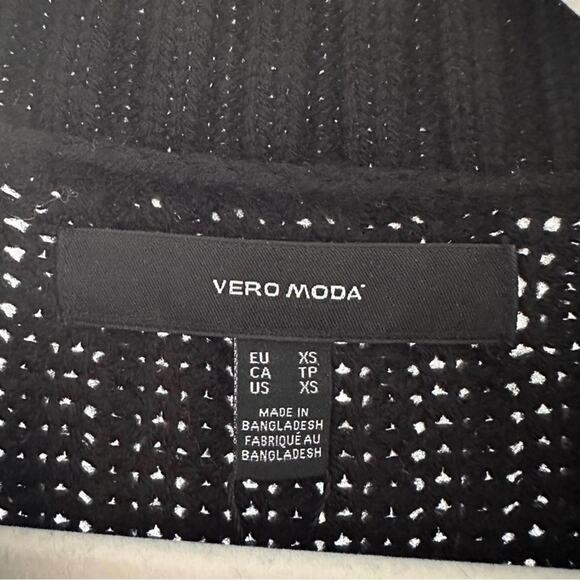 VERO MODA
EU XS
CA TP
US XS
MADE IN
BANGLADESH
FABRIQUÉ AU
BANGLADESH